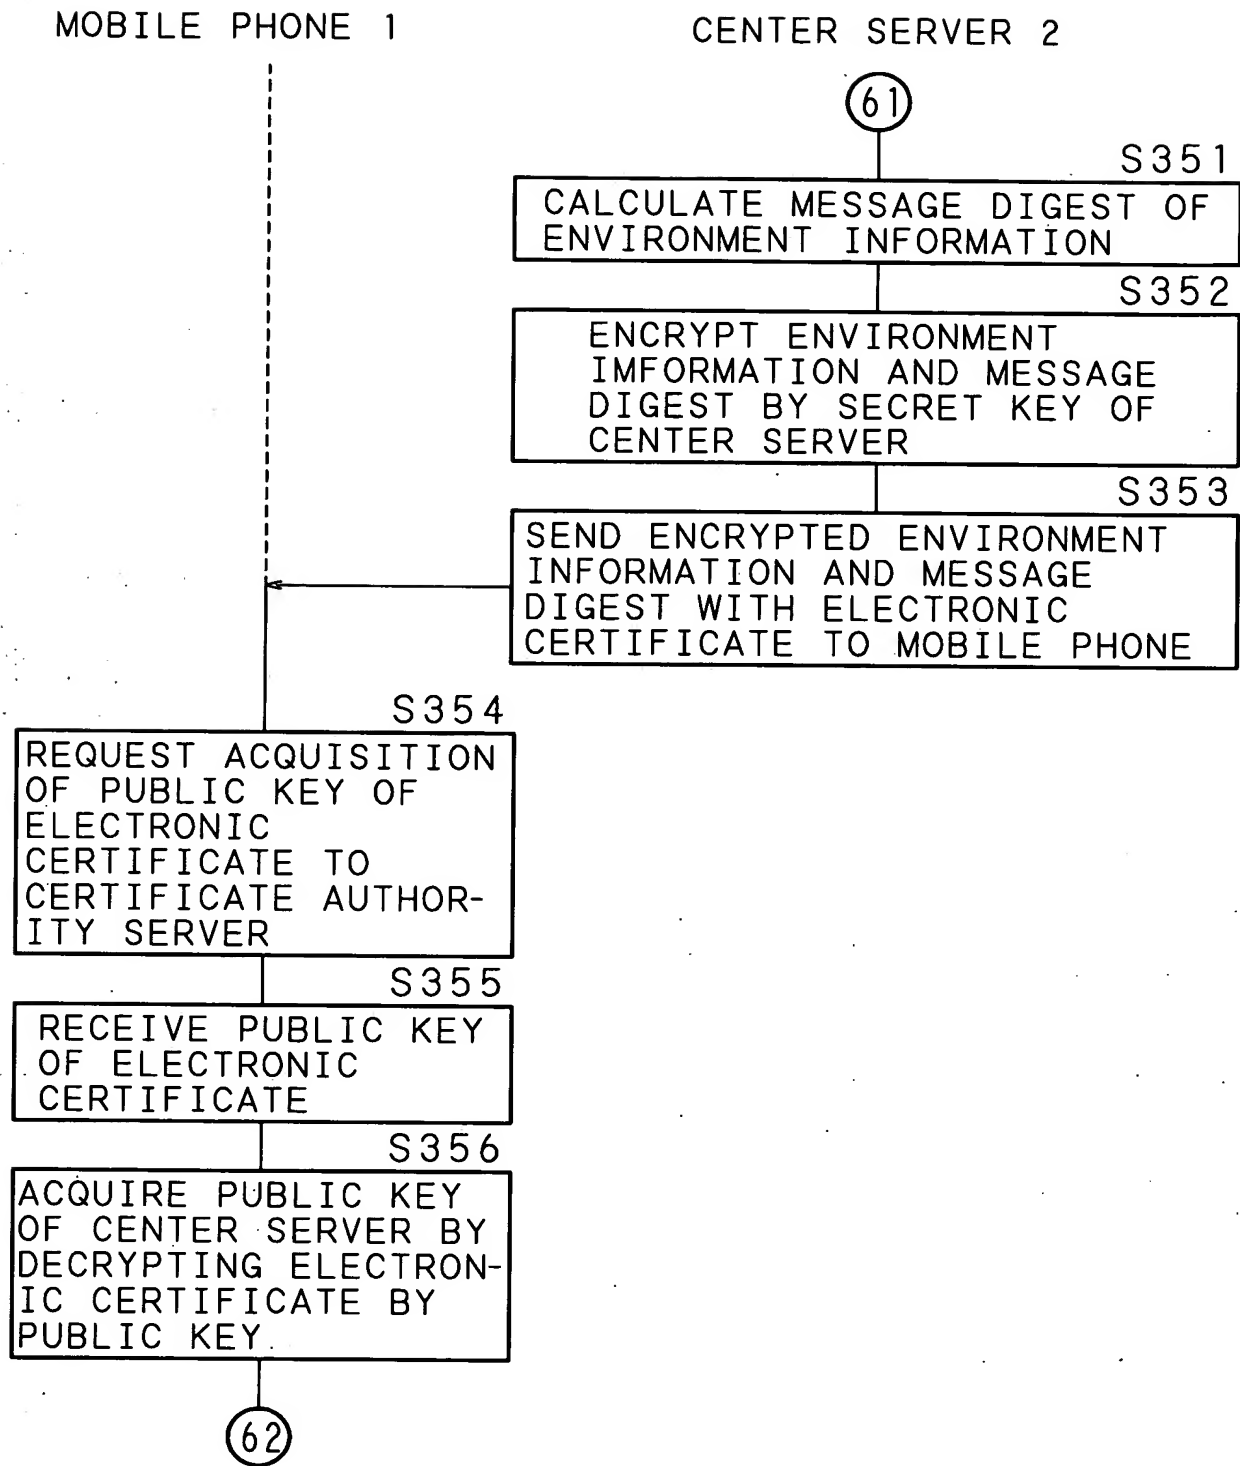 MOBILE PHONE 1
CENTER SERVER 2
61
S351
CALCULATE MESSAGE DIGEST OF
ENVIRONMENT INFORMATION
S352
ENCRYPT ENVIRONMENT
IMFORMATION AND MESSAGE
DIGEST BY SECRET KEY OF
CENTER SERVER
S353
SEND ENCRYPTED ENVIRONMENT
INFORMATION AND MESSAGE
DIGEST WITH ELECTRONIC
CERTIFICATE TO MOBILE PHONE
S354
REQUEST ACQUISITION
OF PUBLIC KEY OF
ELECTRONIC
CERTIFICATE TO
CERTIFICATE AUTHOR-
ITY SERVER
S355
RECEIVE PUBLIC KEY
OF ELECTRONIC
CERTIFICATE
S356
ACQUIRE PUBLIC KEY
OF CENTER SERVER BY
DECRYPTING ELECTRON-
IC CERTIFICATE BY
PUBLIC KEY
62